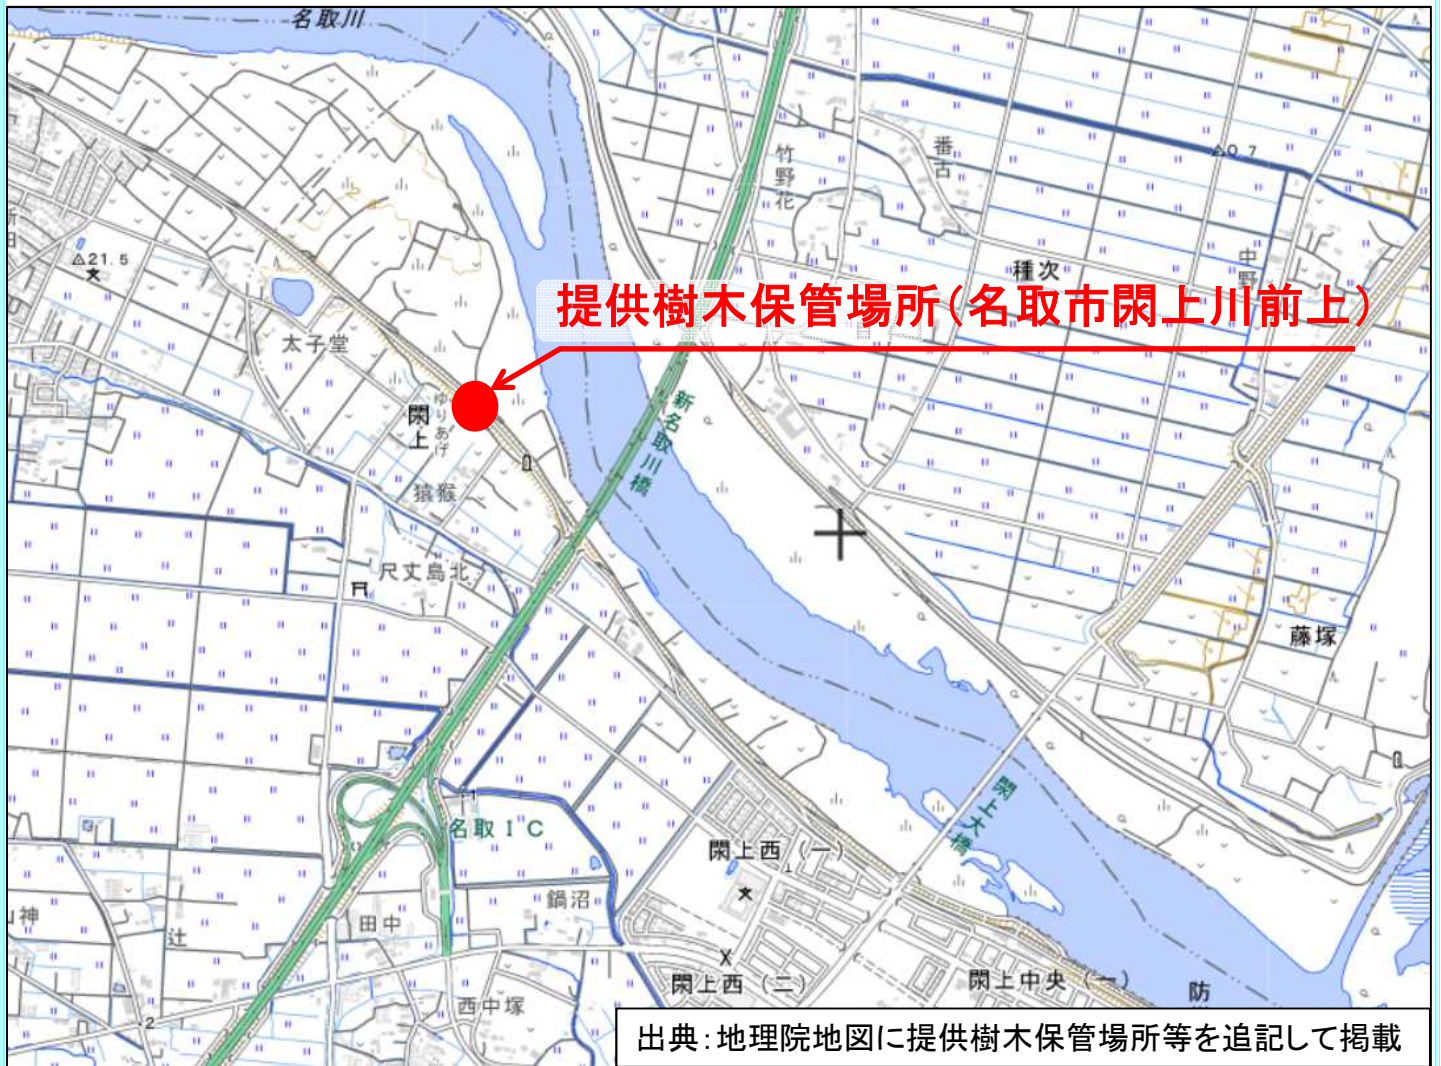 名取川
竹野花
番古
0.7
新田
21.5
中野
種次
提供樹木保管場所(名取市閖上川前上)
太子堂
閖上
ゆりあげ
新名取川橋
猿猴
尺丈島北
藤塚
閖上大橋
名取IC
閖上西(一)
鍋沼
山神
辻
田中
閖上西(二)
閖上中央(一)
防
西中塚
2
出典:地理院地図に提供樹木保管場所等を追記して掲載